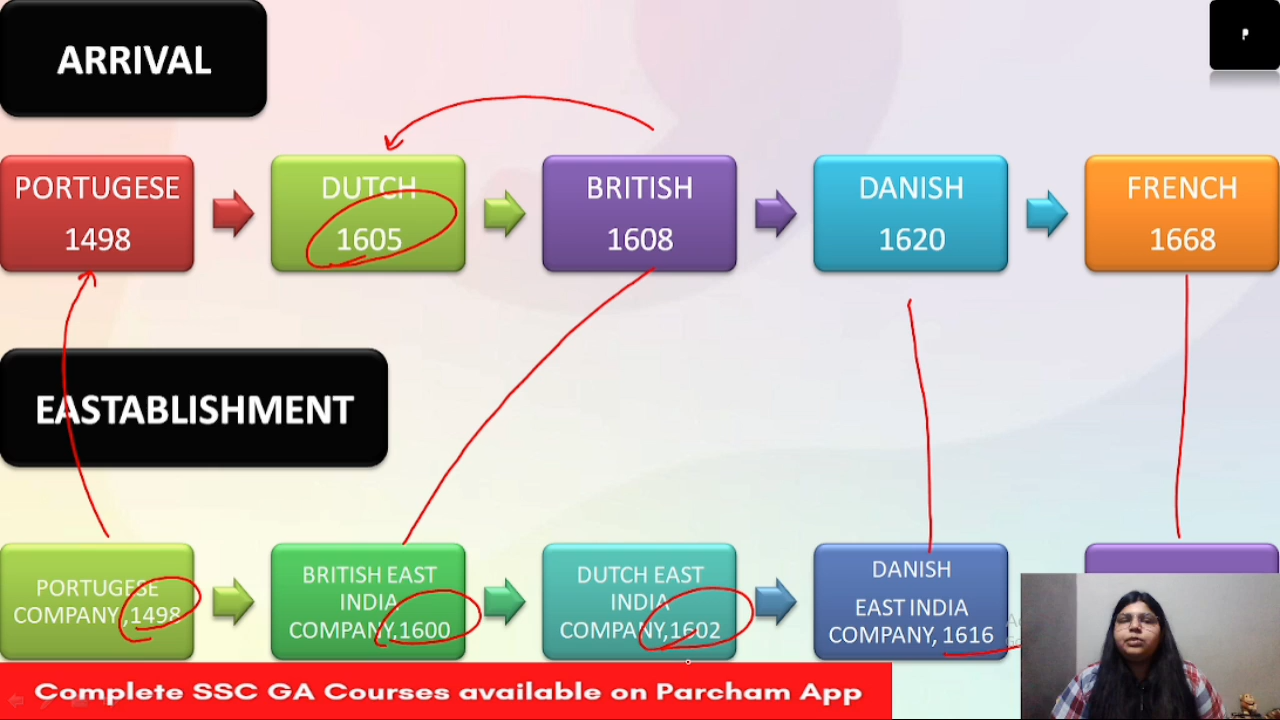 ARRIVAL
PORTUGESE
1498
DUTCH
1605
BRITISH
1608
DANISH
1620
FRENCH
1668
EASTABLISHMENT
PORTUGESE
COMPANY ,1498
BRITISH EAST
INDIA
COMPANY,1600
DUTCH EAST
INDIA
COMPANY,1602
DANISH
EAST INDIA
COMPANY, 1616
Complete SSC GA Courses available on Parcham App